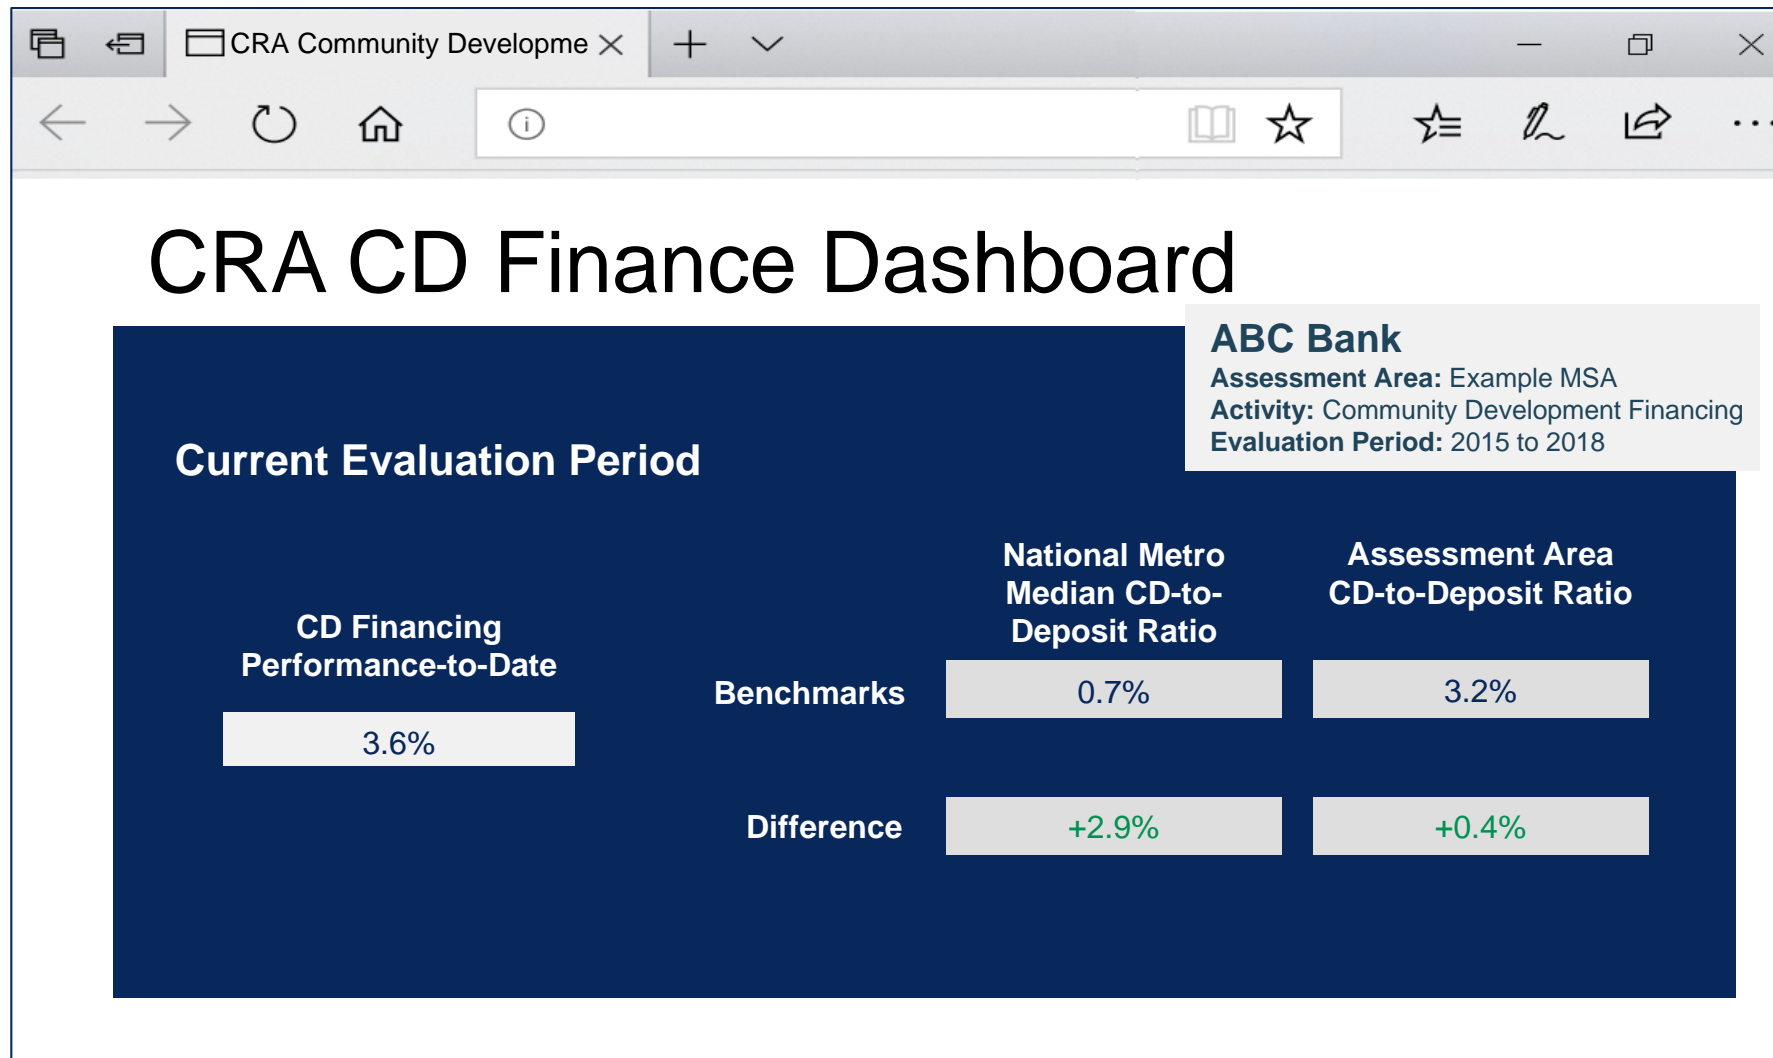 CRA Community Developme
CRA CD Finance Dashboard
ABC Bank
Assessment Area: Example MSA
Activity: Community Development Financing
Evaluation Period: 2015 to 2018
Current Evaluation Period
CD Financing
Performance-to-Date
3.6%
National Metro
Median CD-to-
Deposit Ratio
Assessment Area
CD-to-Deposit Ratio
Benchmarks
0.7%
3.2%
Difference
+2.9%
+0.4%